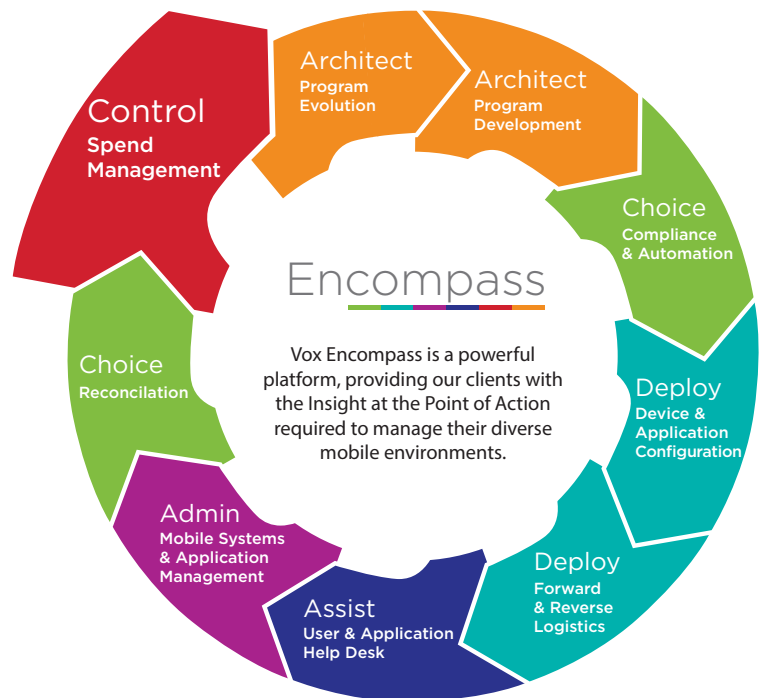 Architect
Program
Evolution
Architect
Program
Development
Control
Spend
Management
Choice
Compliance
& Automation
Encompass
Vox Encompass is a powerful
platform, providing our clients with
the Insight at the Point of Action
required to manage their diverse
mobile environments.
Choice
Reconcilation
Deploy
Device &
Application
Configuration
Admin
Mobile Systems
& Application
Management
Deploy
Forward
& Reverse
Logistics
Assist
User & Application
Help Desk